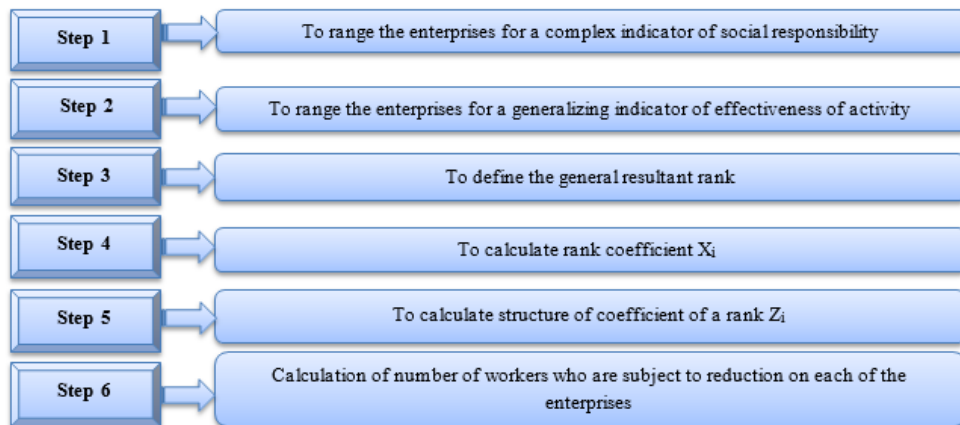 Step 1
To range the enterprises for a complex indicator of social responsibility
Step 2
To range the enterprises for a generalizing indicator of effectiveness of activity
Step 3
To define the general resultant rank
Step 4
To calculate rank coefficient Xi
Step 5
To calculate structure of coefficient of a rank Zi
Step 6
Calculation of number of workers who are subject to reduction on each of the
enterprises